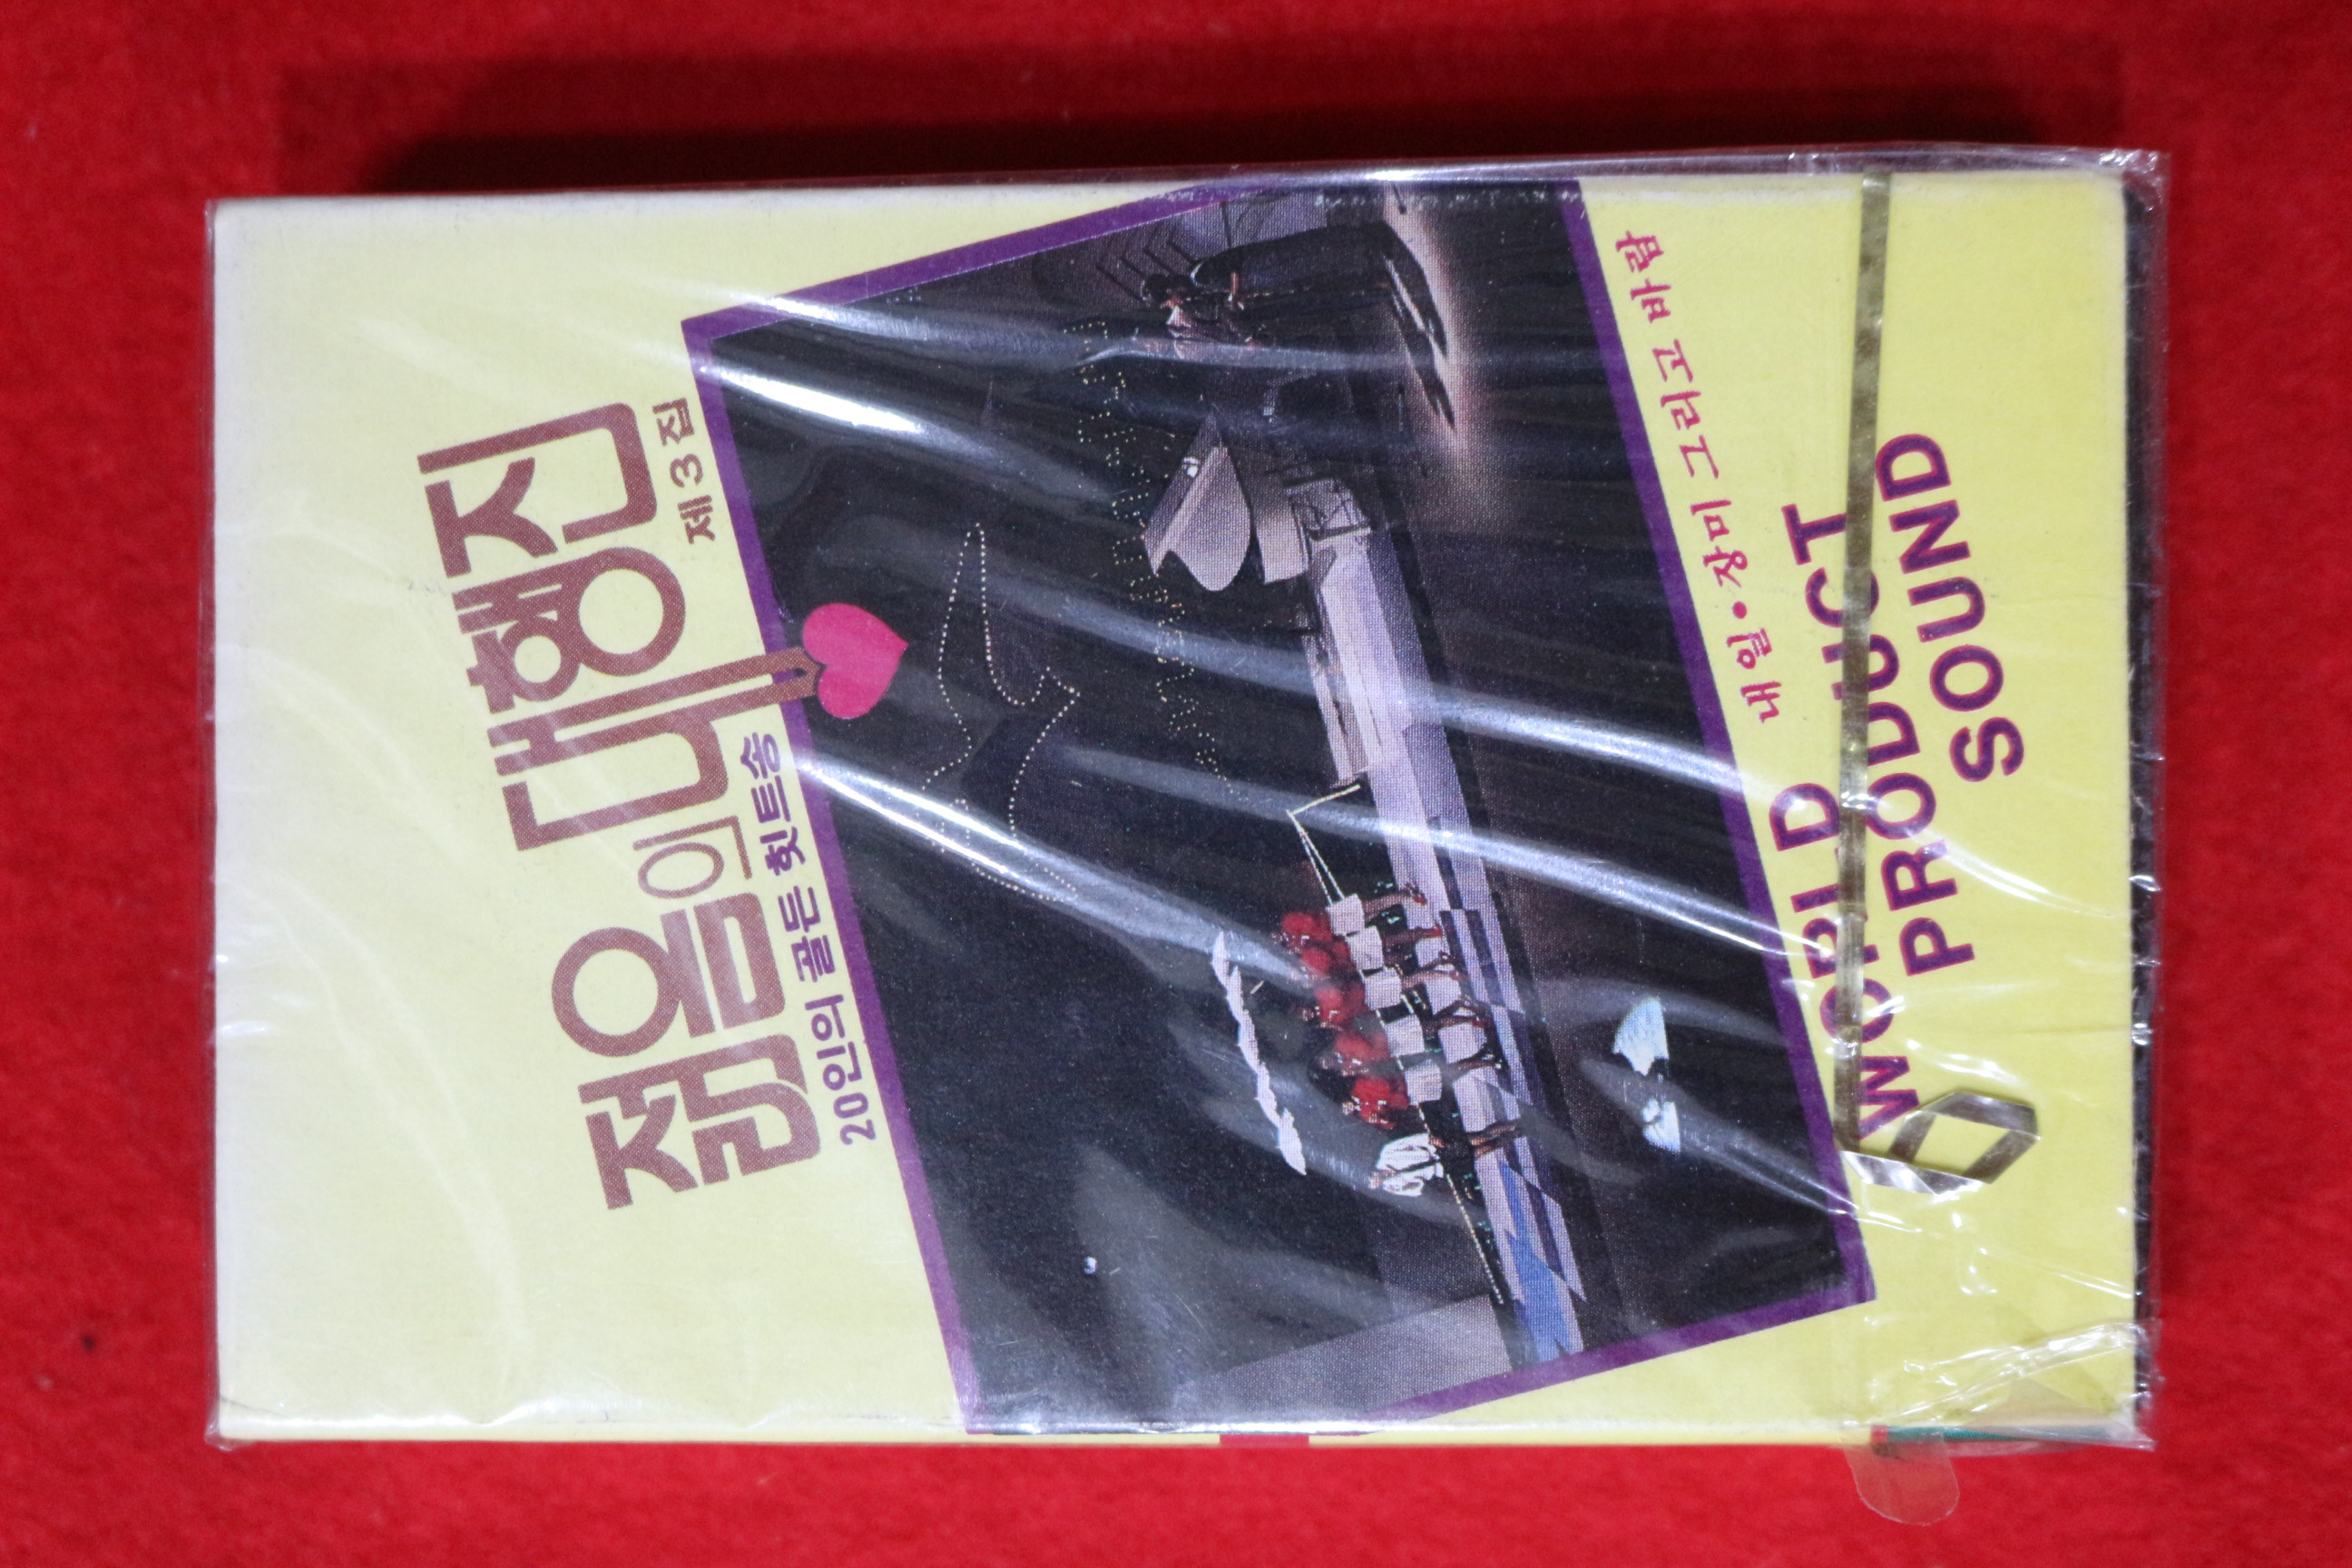 젊음의 대행진
제3집
20인의 골든 힛트송
내일•장미 그리고 바람
WORLD
PRODUCT
SOUND